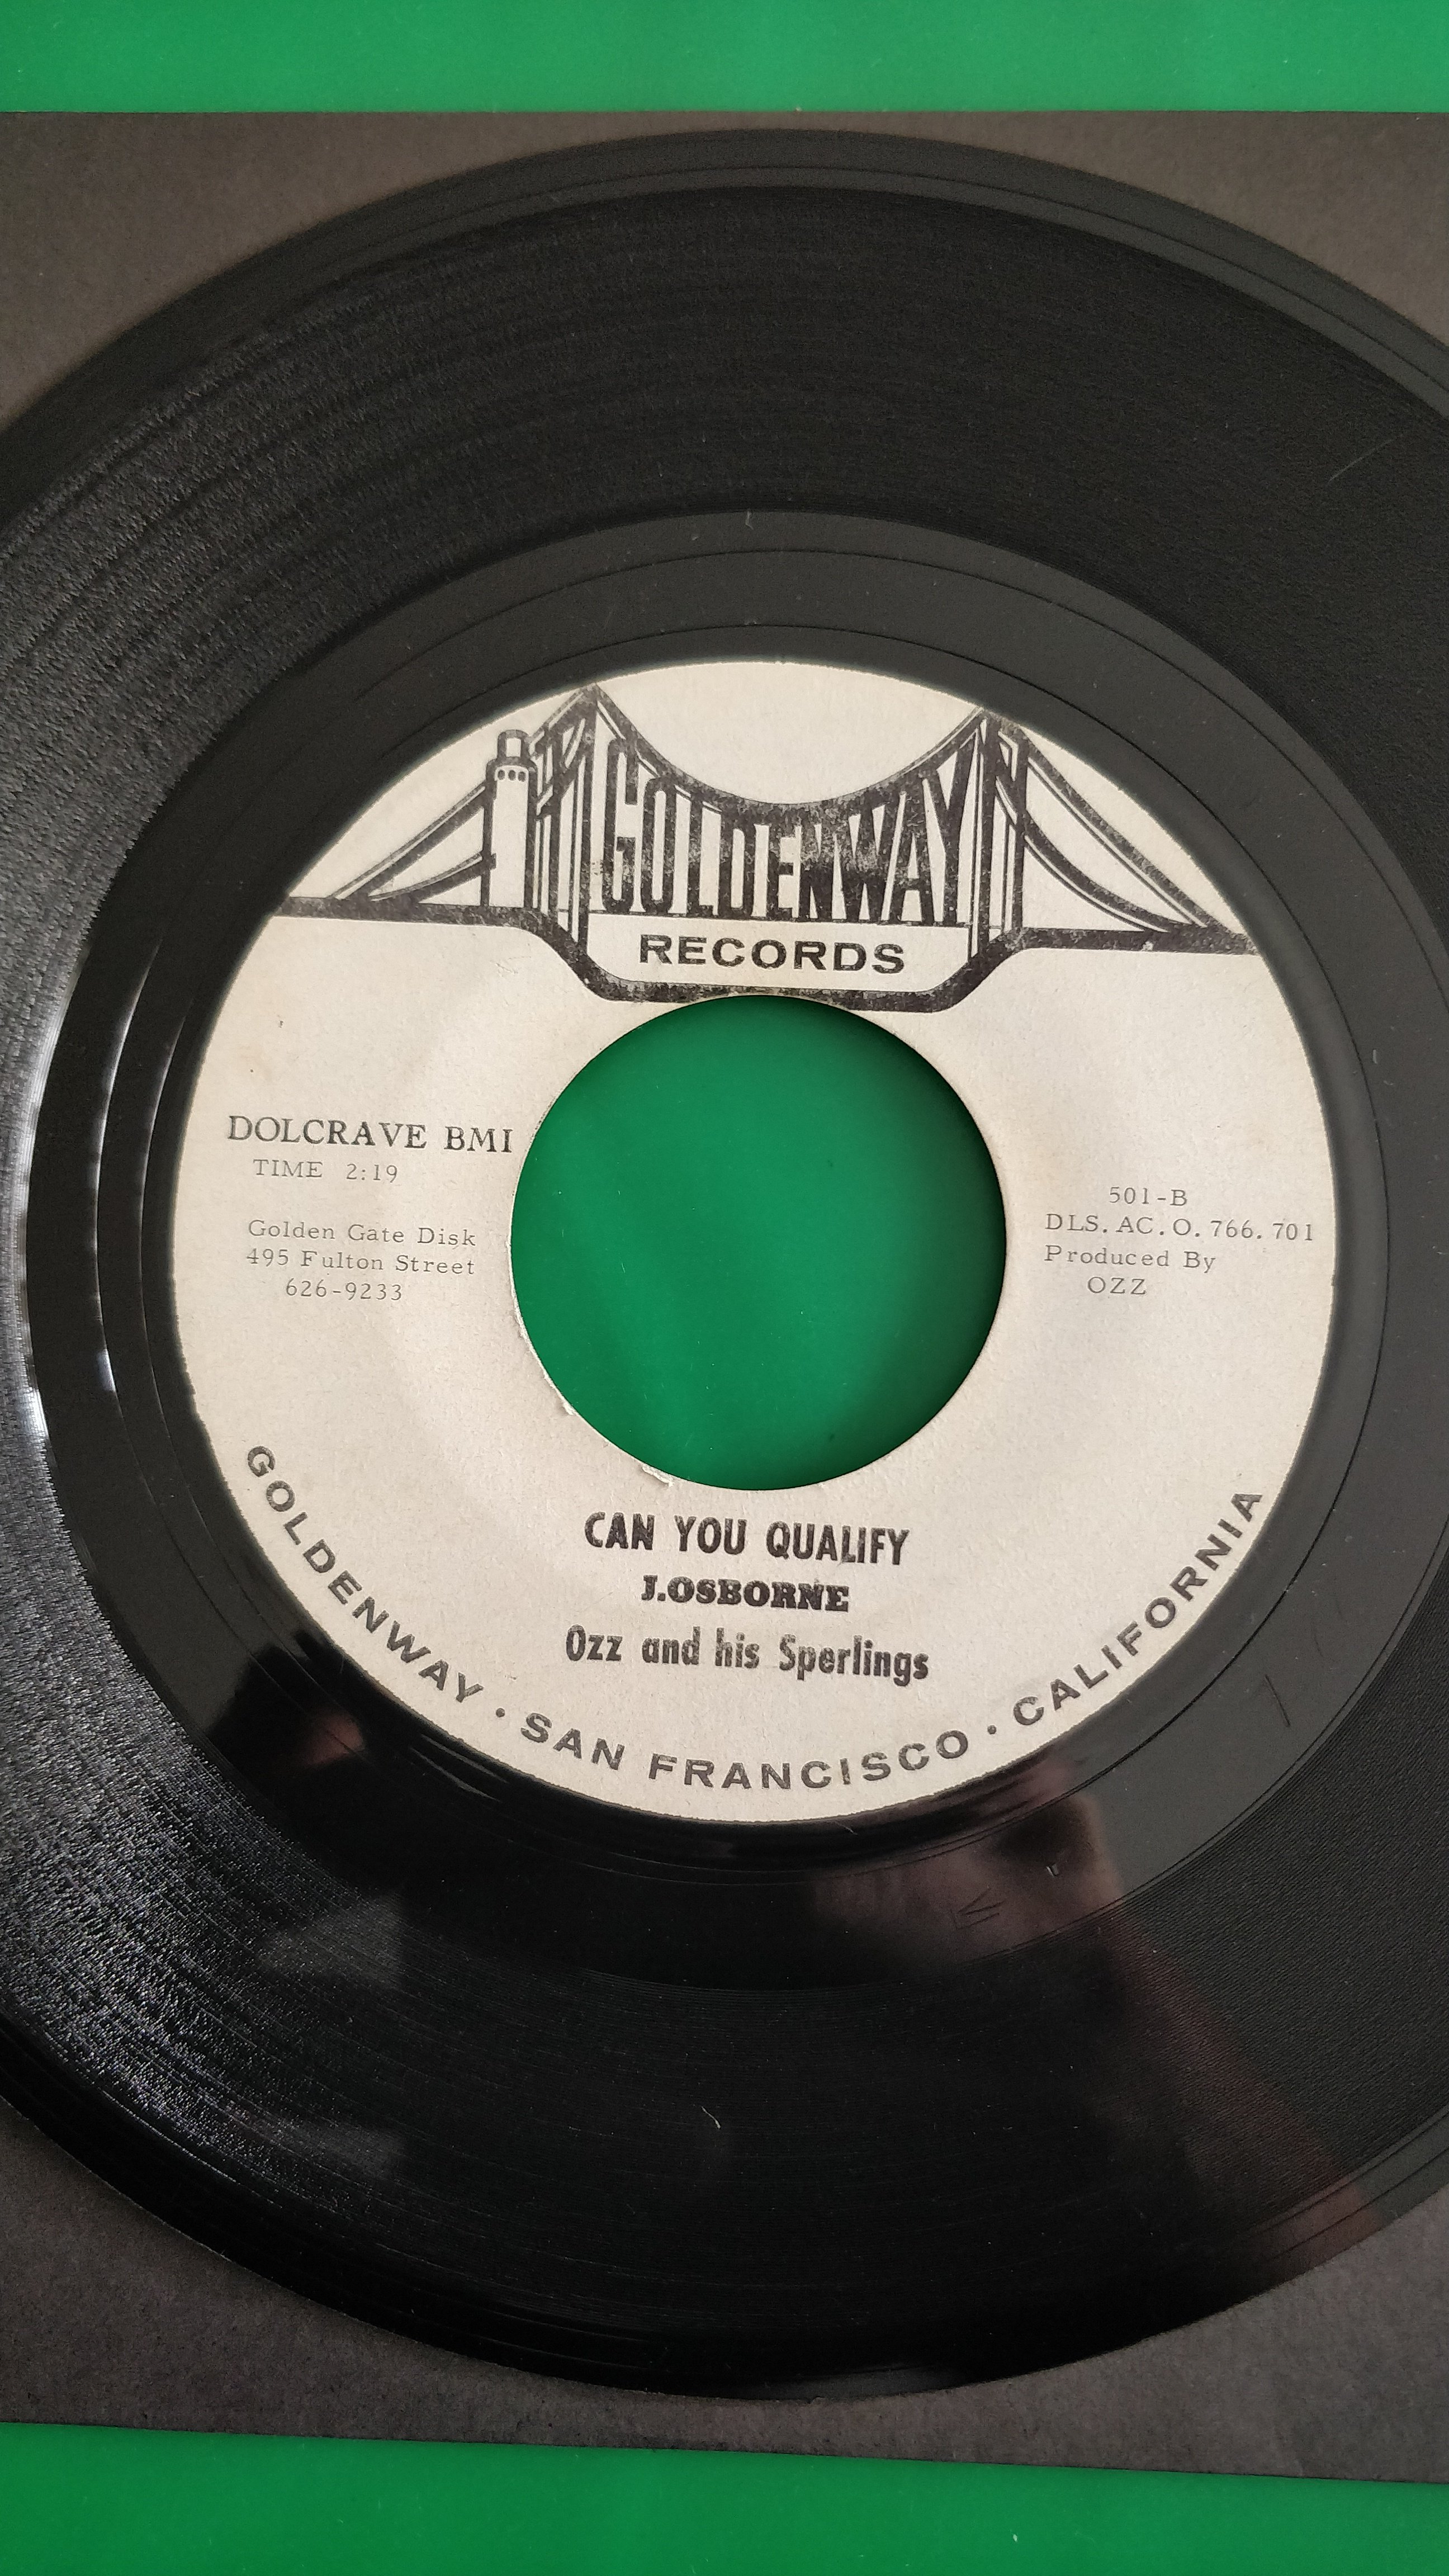 GOLDENWAY
RECORDS
DOLCRAVE BMI
TIME 2:19
Golden Gate Disk
495 Fulton Street
626-9233
501-B
DLS. AC. O. 766. 701
Produced By
OZZ
CAN YOU QUALIFY
J.OSBORNE
Ozz and his Sperlings
GOLDENWAY · SAN FRANCISCO · CALIFORNIA